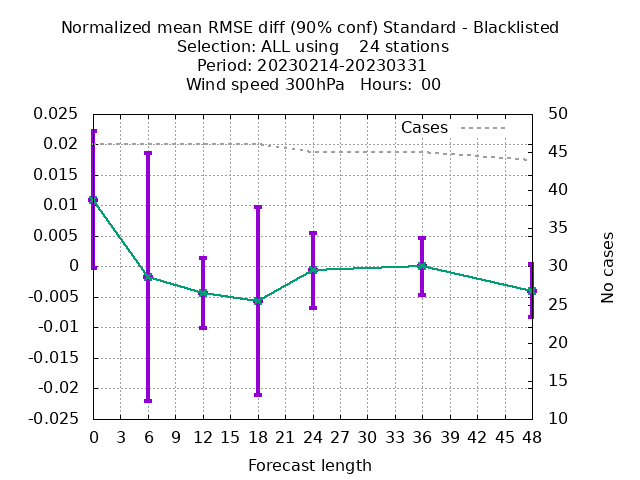 Normalized mean RMSE diff (90% conf) Standard - Blacklisted
Selection: ALL using    24 stations
Period: 20230214-20230331
Wind speed 300hPa   Hours:  00
Cases
0.025
0.02
0.015
0.01
0.005
0
-0.005
-0.01
-0.015
-0.02
-0.025
50
45
40
35
30
25
20
15
10
No cases
0 3 6 9 12 15 18 21 24 27 30 33 36 39 42 45 48
Forecast length